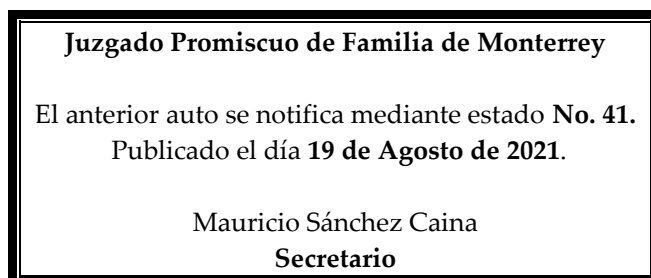 Juzgado Promiscuo de Familia de Monterrey
El anterior auto se notifica mediante estado No. 41.
Publicado el día 19 de Agosto de 2021.
Mauricio Sánchez Caina
Secretario